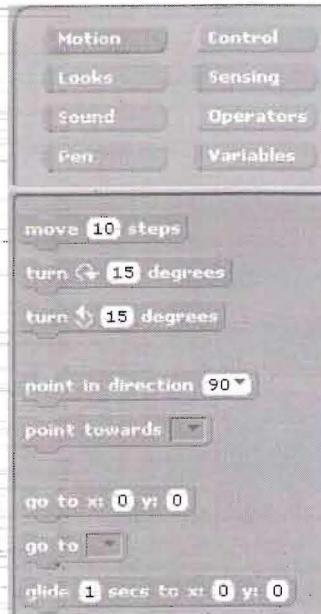 Motion Control
Looks Sensing
Sound Operators
Pen Variables
move 10 steps
turn 15 degrees
turn 15 degrees
point in direction 90
point towards
go to x: 0 y: 0
go to
glide 1 secs to x: 0 y: 0